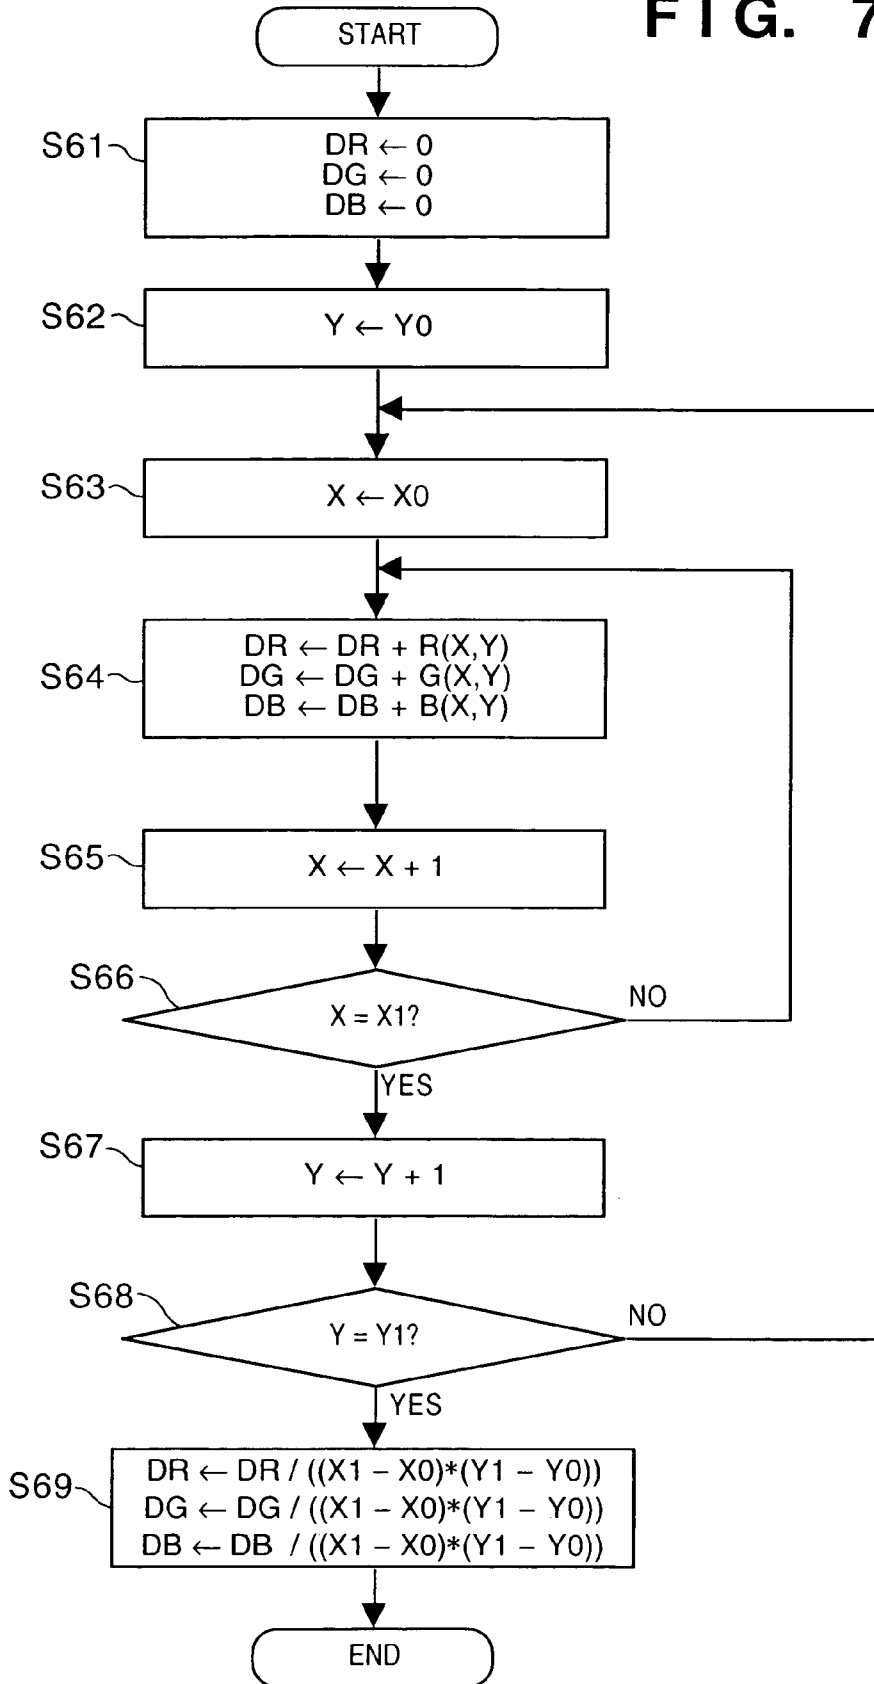 FIG. 7
START
S61
DR ← 0
DG ← 0
DB ← 0
S62
Y ← Y0
S63
X ← X0
S64
DR ← DR + R(X,Y)
DG ← DG + G(X,Y)
DB ← DB + B(X,Y)
S65
X ← X + 1
S66
X = X1?
NO
YES
S67
Y ← Y + 1
S68
Y = Y1?
NO
YES
S69
DR ← DR / ((X1 – X0)*(Y1 – Y0))
DG ← DG / ((X1 – X0)*(Y1 – Y0))
DB ← DB / ((X1 – X0)*(Y1 – Y0))
END